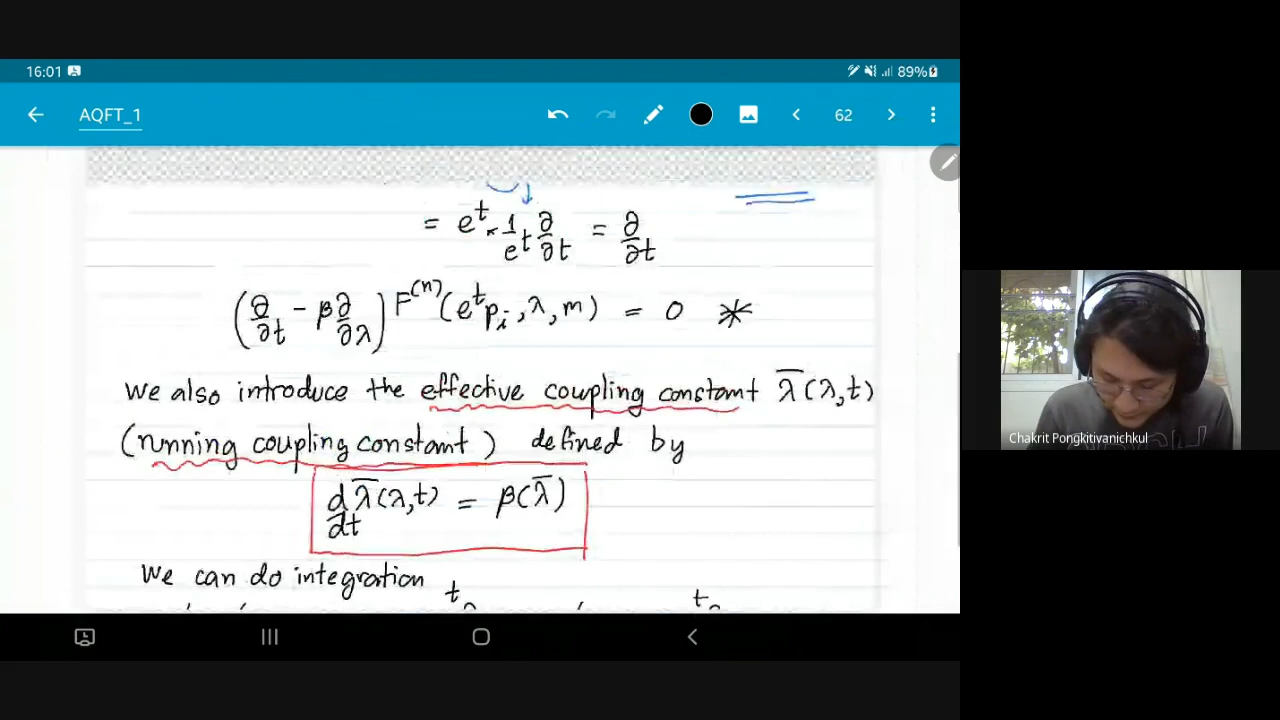 16:01 89%
AQFT_1 62
= e^t · 1/e^t ∂/∂t = ∂/∂t
(∂/∂t - β ∂/∂λ) F^(n) (e^t p_i, λ, m) = 0 *
We also introduce the effective coupling constant λ̅(λ,t)
(running coupling constant) defined by
d/dt λ̅(λ,t) = β(λ̅)
We can do integration
Chakrit Pongkitivanichkul